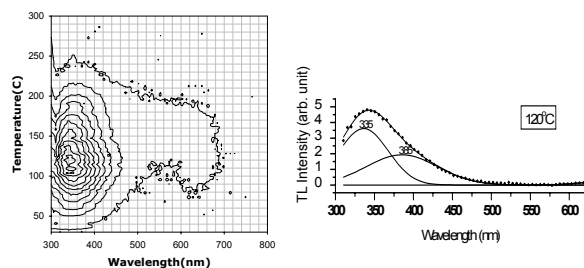 Temperature(C)
300
250
200
150
100
50
300 400 500 600 700 800
Wavelength(nm)
TL Intensity (arb. unit)
5
4
3
2
1
0
335
385
120°C
300 350 400 450 500 550 600
Wavelength (nm)